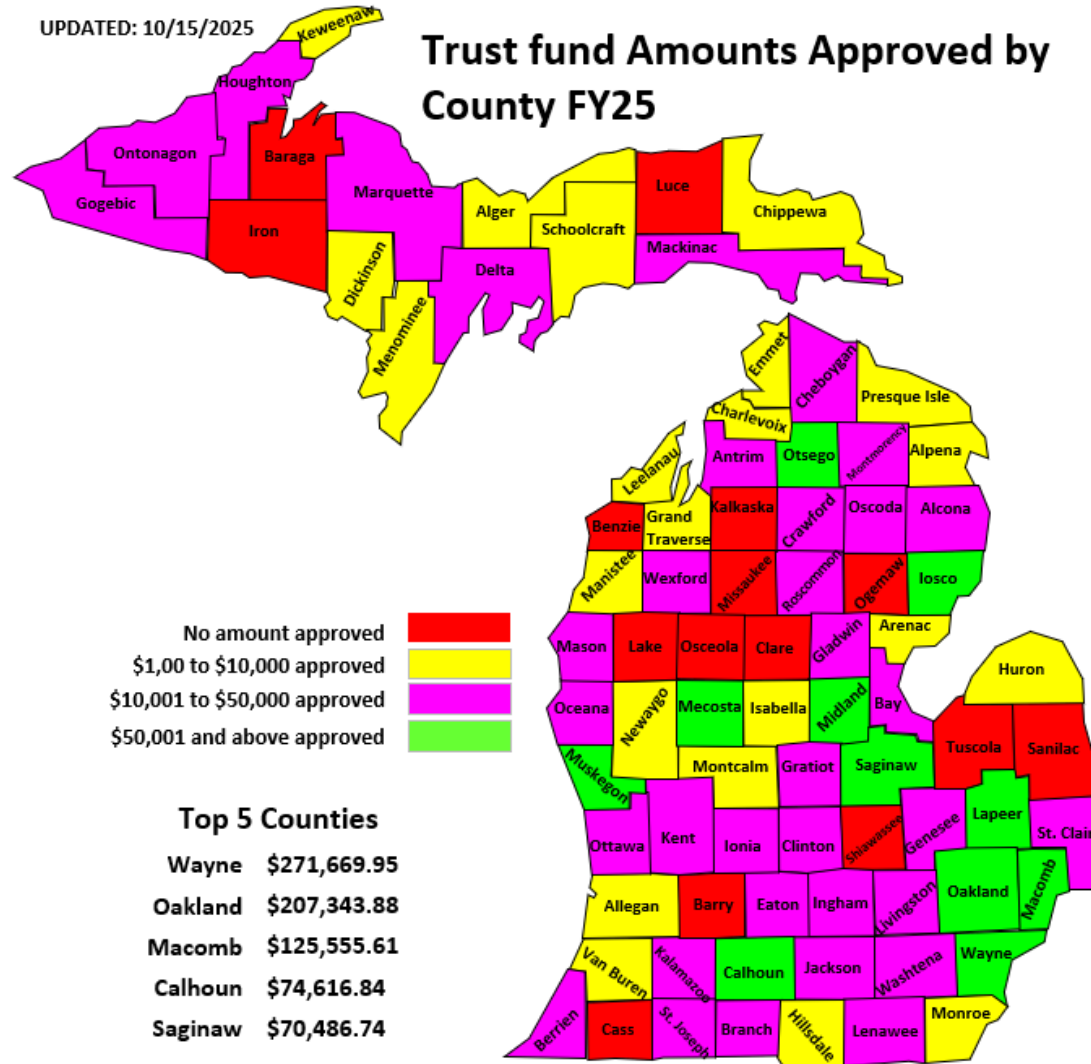 UPDATED: 10/15/2025
Trust fund Amounts Approved by
County FY25
Keweenaw
Houghton
Ontonagon
Baraga
Gogebic
Marquette
Iron
Alger
Luce
Schoolcraft
Chippewa
Dickinson
Delta
Mackinac
Menominee
Emmet
Cheboygan
Presque Isle
Charlevoix
Leelanau
Antrim
Otsego
Montmorency
Alpena
Benzie
Grand
Traverse
Kalkaska
Crawford
Oscoda
Alcona
Manistee
Wexford
Missaukee
Roscommon
Ogemaw
Iosco
No amount approved
$1,00 to $10,000 approved
$10,001 to $50,000 approved
$50,001 and above approved
Mason
Lake
Osceola
Clare
Gladwin
Arenac
Huron
Oceana
Newaygo
Mecosta
Isabella
Midland
Bay
Tuscola
Sanilac
Muskegon
Montcalm
Gratiot
Saginaw
Lapeer
Ottawa
Kent
Ionia
Clinton
Shiawassee
Genesee
St. Clair
Allegan
Barry
Eaton
Ingham
Livingston
Oakland
Macomb
Van Buren
Kalamazoo
Calhoun
Jackson
Washtena
Wayne
Berrien
Cass
St. Joseph
Branch
Hillsdale
Lenawee
Monroe
Top 5 Counties
Wayne $271,669.95
Oakland $207,343.88
Macomb $125,555.61
Calhoun $74,616.84
Saginaw $70,486.74